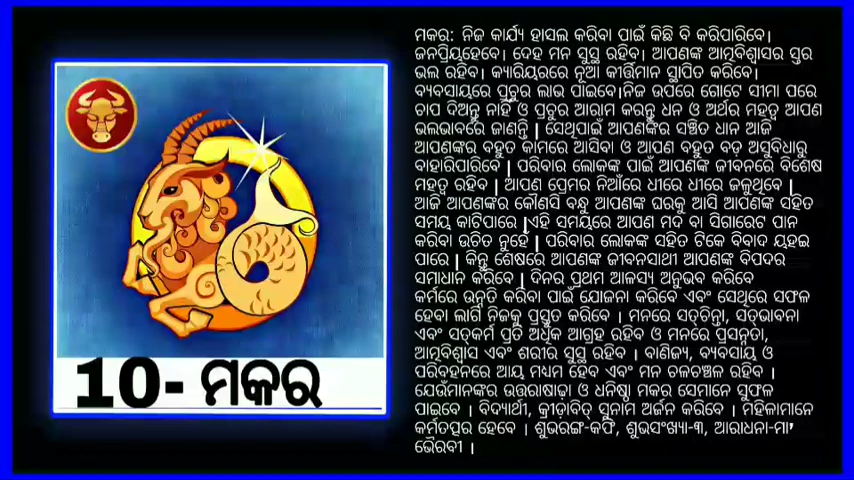 10- ମକର
ମକର: ନିଜ କାର୍ଯ୍ୟ ହାସଲ କରିବା ପାଇଁ କିଛି ବି କରିପାରିବେ।
ଜନପ୍ରିୟହେବେ। ଦେହ ମନ ସୁସ୍ଥ ରହିବ। ଆପଣଙ୍କ ଆତ୍ମବିଶ୍ୱାସର ସ୍ତର
ଭଲ ରହିବ। କ୍ୟାରିୟରରେ ନୂଆ କୀର୍ତ୍ତିମାନ ସ୍ଥାପିତ କରିବେ।
ବ୍ୟବସାୟରେ ପ୍ରଚୁର ଲାଭ ପାଇବେ।ନିଜ ଉପରେ ଗୋଟେ ସୀମା ପରେ
ଚାପ ଦିଅନ୍ତୁ ନାହିଁ ଓ ପ୍ରଚୁର ଆରାମ କରନ୍ତୁ ଧନ ଓ ଅର୍ଥର ମହତ୍ୱ ଆପଣ
ଭଲଭାବରେ ଜାଣନ୍ତି | ସେଥିପାଇଁ ଆପଣଙ୍କର ସଞ୍ଚିତ ଧାନ ଆଜି
ଆପଣଙ୍କର ବହୁତ କାମରେ ଆସିବା ଓ ଆପଣ ବହୁତ ବଡ଼ ଅସୁବିଧାରୁ
ବାହାରିପାରିବେ | ପରିବାର ଲୋକଙ୍କ ପାଇଁ ଆପଣଙ୍କ ଜୀବନରେ ବିଶେଷ
ମହତ୍ୱ ରହିବ | ଆପଣ ପ୍ରେମର ନିଆଁରେ ଧୀରେ ଧୀରେ ଜଳୁଥିବେ |
ଆଜି ଆପଣଙ୍କର କୌଣସି ବନ୍ଧୁ ଆପଣଙ୍କ ଘରକୁ ଆସି ଆପଣଙ୍କ ସହିତ
ସମୟ କାଟିପାରେ |ଏହି ସମୟରେ ଆପଣ ମଦ ବା ସିଗାରେଟ ପାନ
କରିବା ଉଚିତ ନୁହେଁ | ପରିବାର ଲୋକଙ୍କ ସହିତ ଟିକେ ବିବାଦ ୟହଇ
ପାରେ | କିନ୍ତୁ ଶେଷରେ ଆପଣଙ୍କ ଜୀବନସାଥୀ ଆପଣଙ୍କ ବିପଦର
ସମାଧାନ କରିବେ | ଦିନର ପ୍ରଥମ ଆଳସ୍ୟ ଅନୁଭବ କରିବେ
କର୍ମରେ ଉନ୍ନତି କରିବା ପାଇଁ ଯୋଜନା କରିବେ ଏବଂ ସେଥିରେ ସଫଳ
ହେବା ଲାଗି ନିଜକୁ ପ୍ରସ୍ତୁତ କରିବେ । ମନରେ ସତ୍‌ଚିନ୍ତା, ସତ୍‌ଭାବନା
ଏବଂ ସତ୍‌କର୍ମ ପ୍ରତି ଅଧିକ ଆଗ୍ରହ ରହିବ ଓ ମନରେ ପ୍ରସନ୍ନତା,
ଆତ୍ମବିଶ୍ୱାସ ଏବଂ ଶରୀର ସୁସ୍ଥ ରହିବ । ବାଣିଜ୍ୟ, ବ୍ୟବସାୟ ଓ
ପରିବହନରେ ଆୟ ମଧ୍ୟମ ହେବ ଏବଂ ମନ ଚଳଚଞ୍ଚଳ ରହିବ ।
ଯେଉଁମାନଙ୍କର ଉତ୍ତରାଷାଢ଼ା ଓ ଧନିଷ୍ଠା ମକର ସେମାନେ ସୁଫଳ
ପାଇବେ । ବିଦ୍ୟାର୍ଥୀ, କ୍ରୀଡ଼ାବିତ୍ ସୁନାମ ଅର୍ଜନ କରିବେ । ମହିଳାମାନେ
କର୍ମତତ୍ପର ହେବେ । ଶୁଭରଙ୍ଗ-କଫି, ଶୁଭସଂଖ୍ୟା-୩, ଆରାଧନା-ମା'
ଭୈରବୀ ।